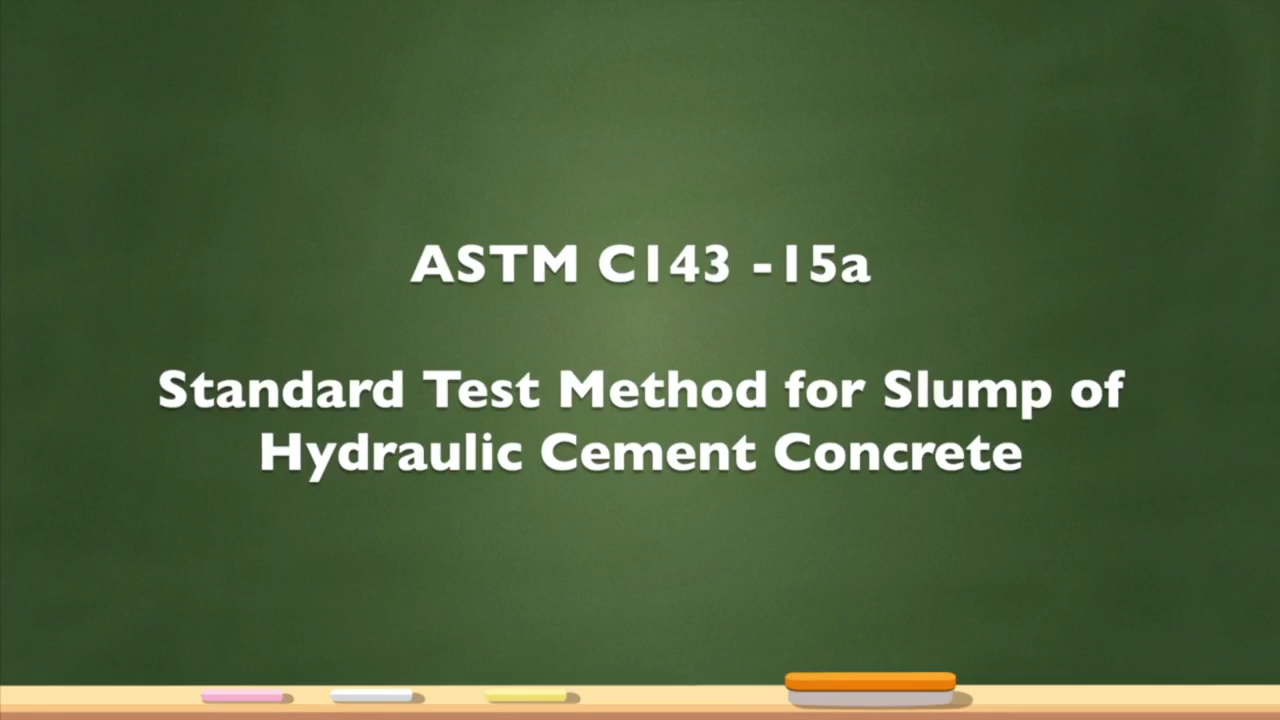 ASTM C143 -15a
Standard Test Method for Slump of
Hydraulic Cement Concrete